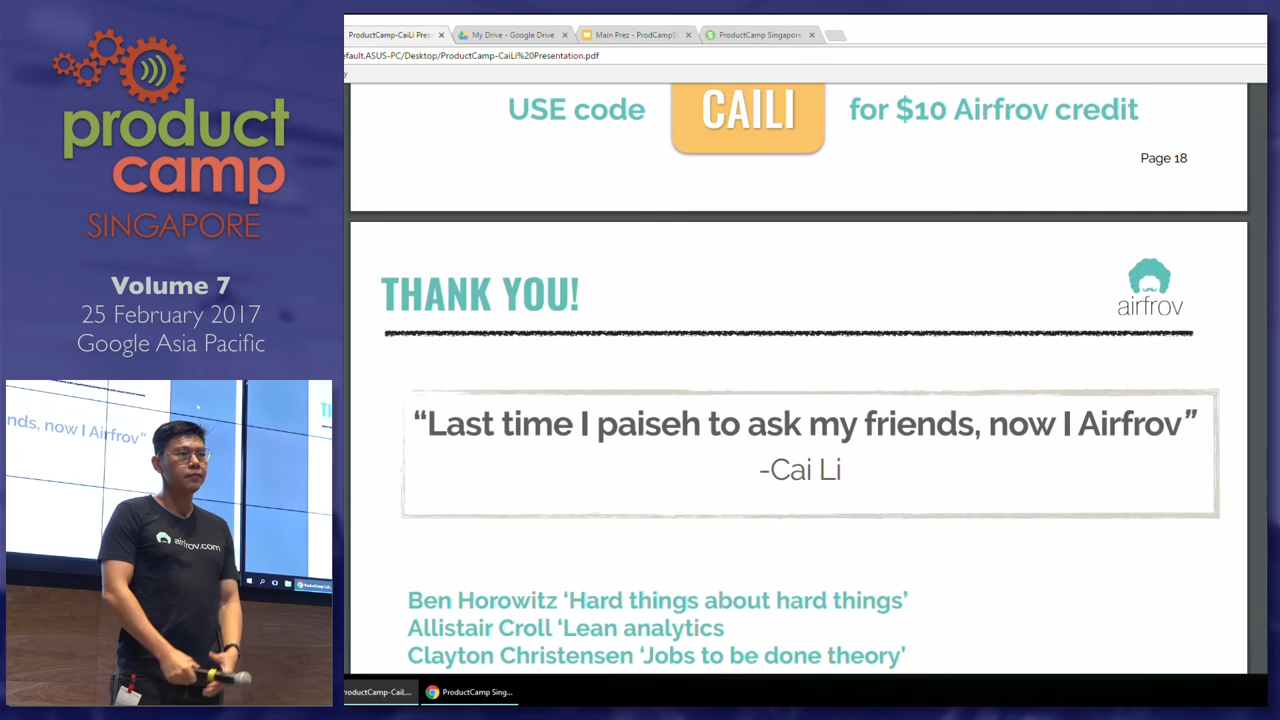 product
camp
SINGAPORE
Volume 7
25 February 2017
Google Asia Pacific
nds, now I Airfrov”
airfrov.com
ProductCamp-CaiLi Pres
My Drive - Google Drive
Main Prez - ProdCampS
ProductCamp Singapore
efault.ASUS-PC/Desktop/ProductCamp-CaiLi%20Presentation.pdf
USE code
CAILI
for $10 Airfrov credit
Page 18
THANK YOU!
airfrov
“Last time I paiseh to ask my friends, now I Airfrov”
-Cai Li
Ben Horowitz ‘Hard things about hard things’
Allistair Croll ‘Lean analytics
Clayton Christensen ‘Jobs to be done theory’
ProductCamp-CaiL...
ProductCamp Sing...